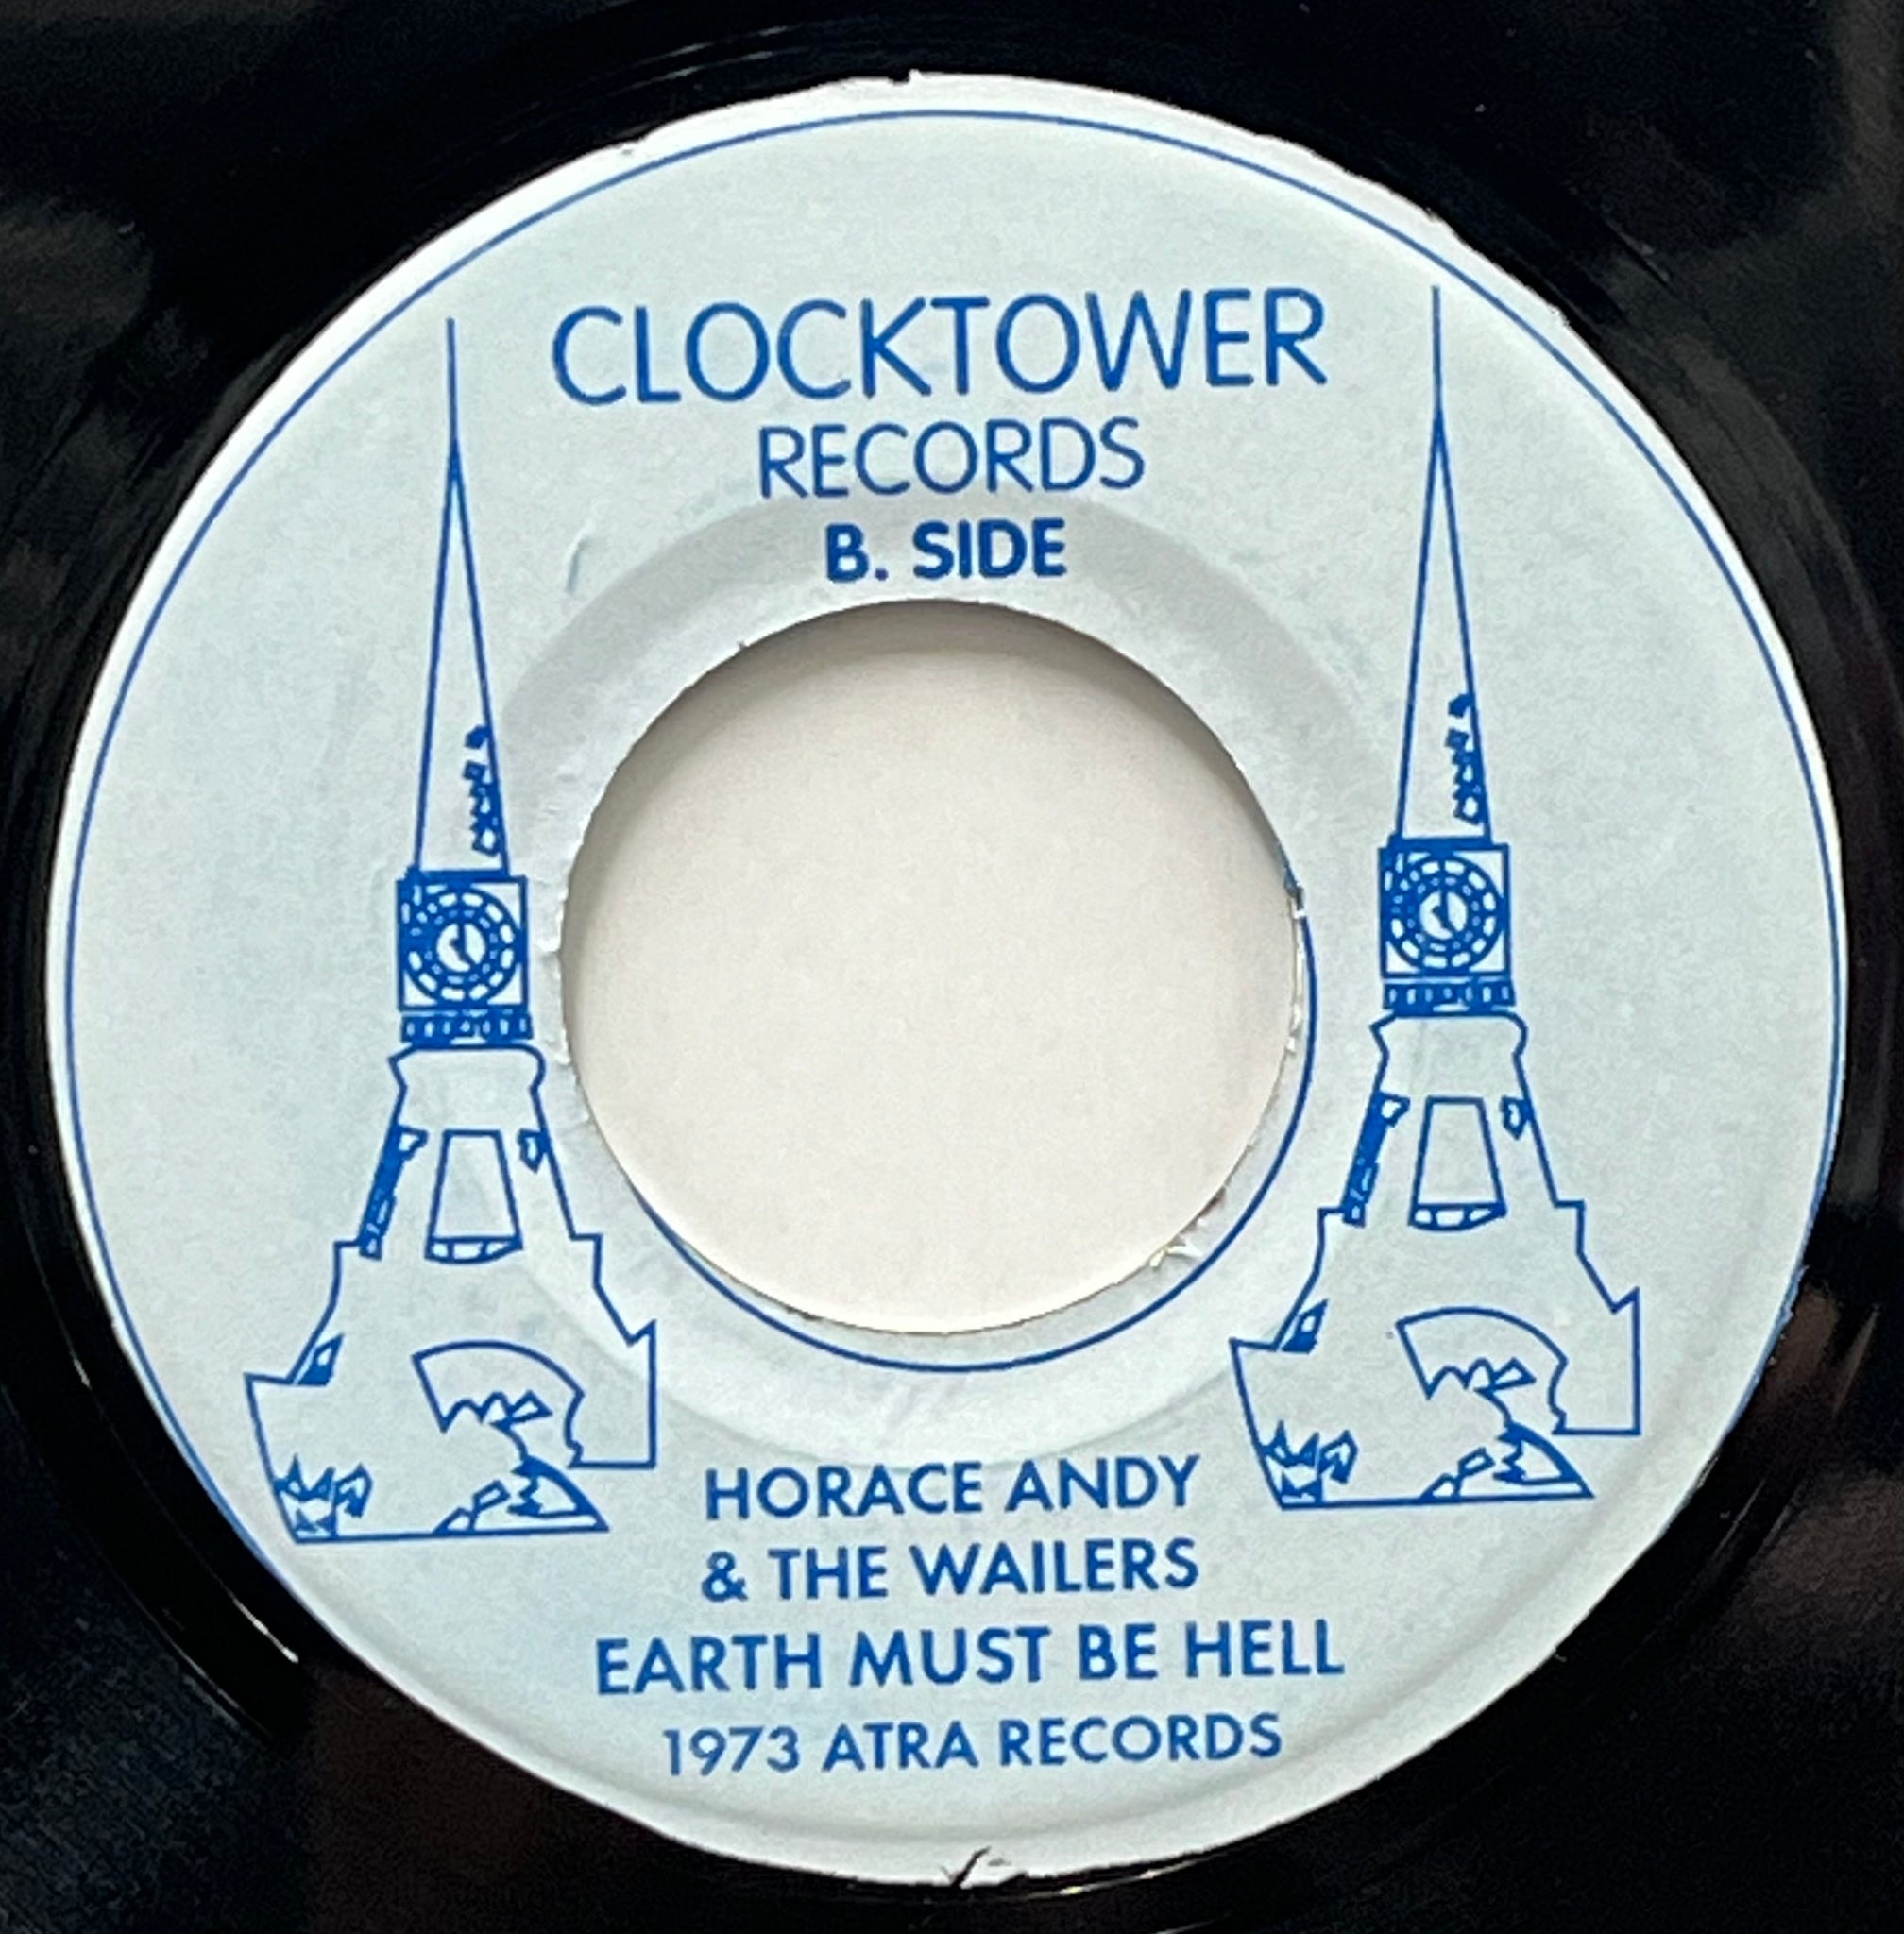 CLOCKTOWER
RECORDS
B. SIDE
HORACE ANDY
& THE WAILERS
EARTH MUST BE HELL
1973 ATRA RECORDS